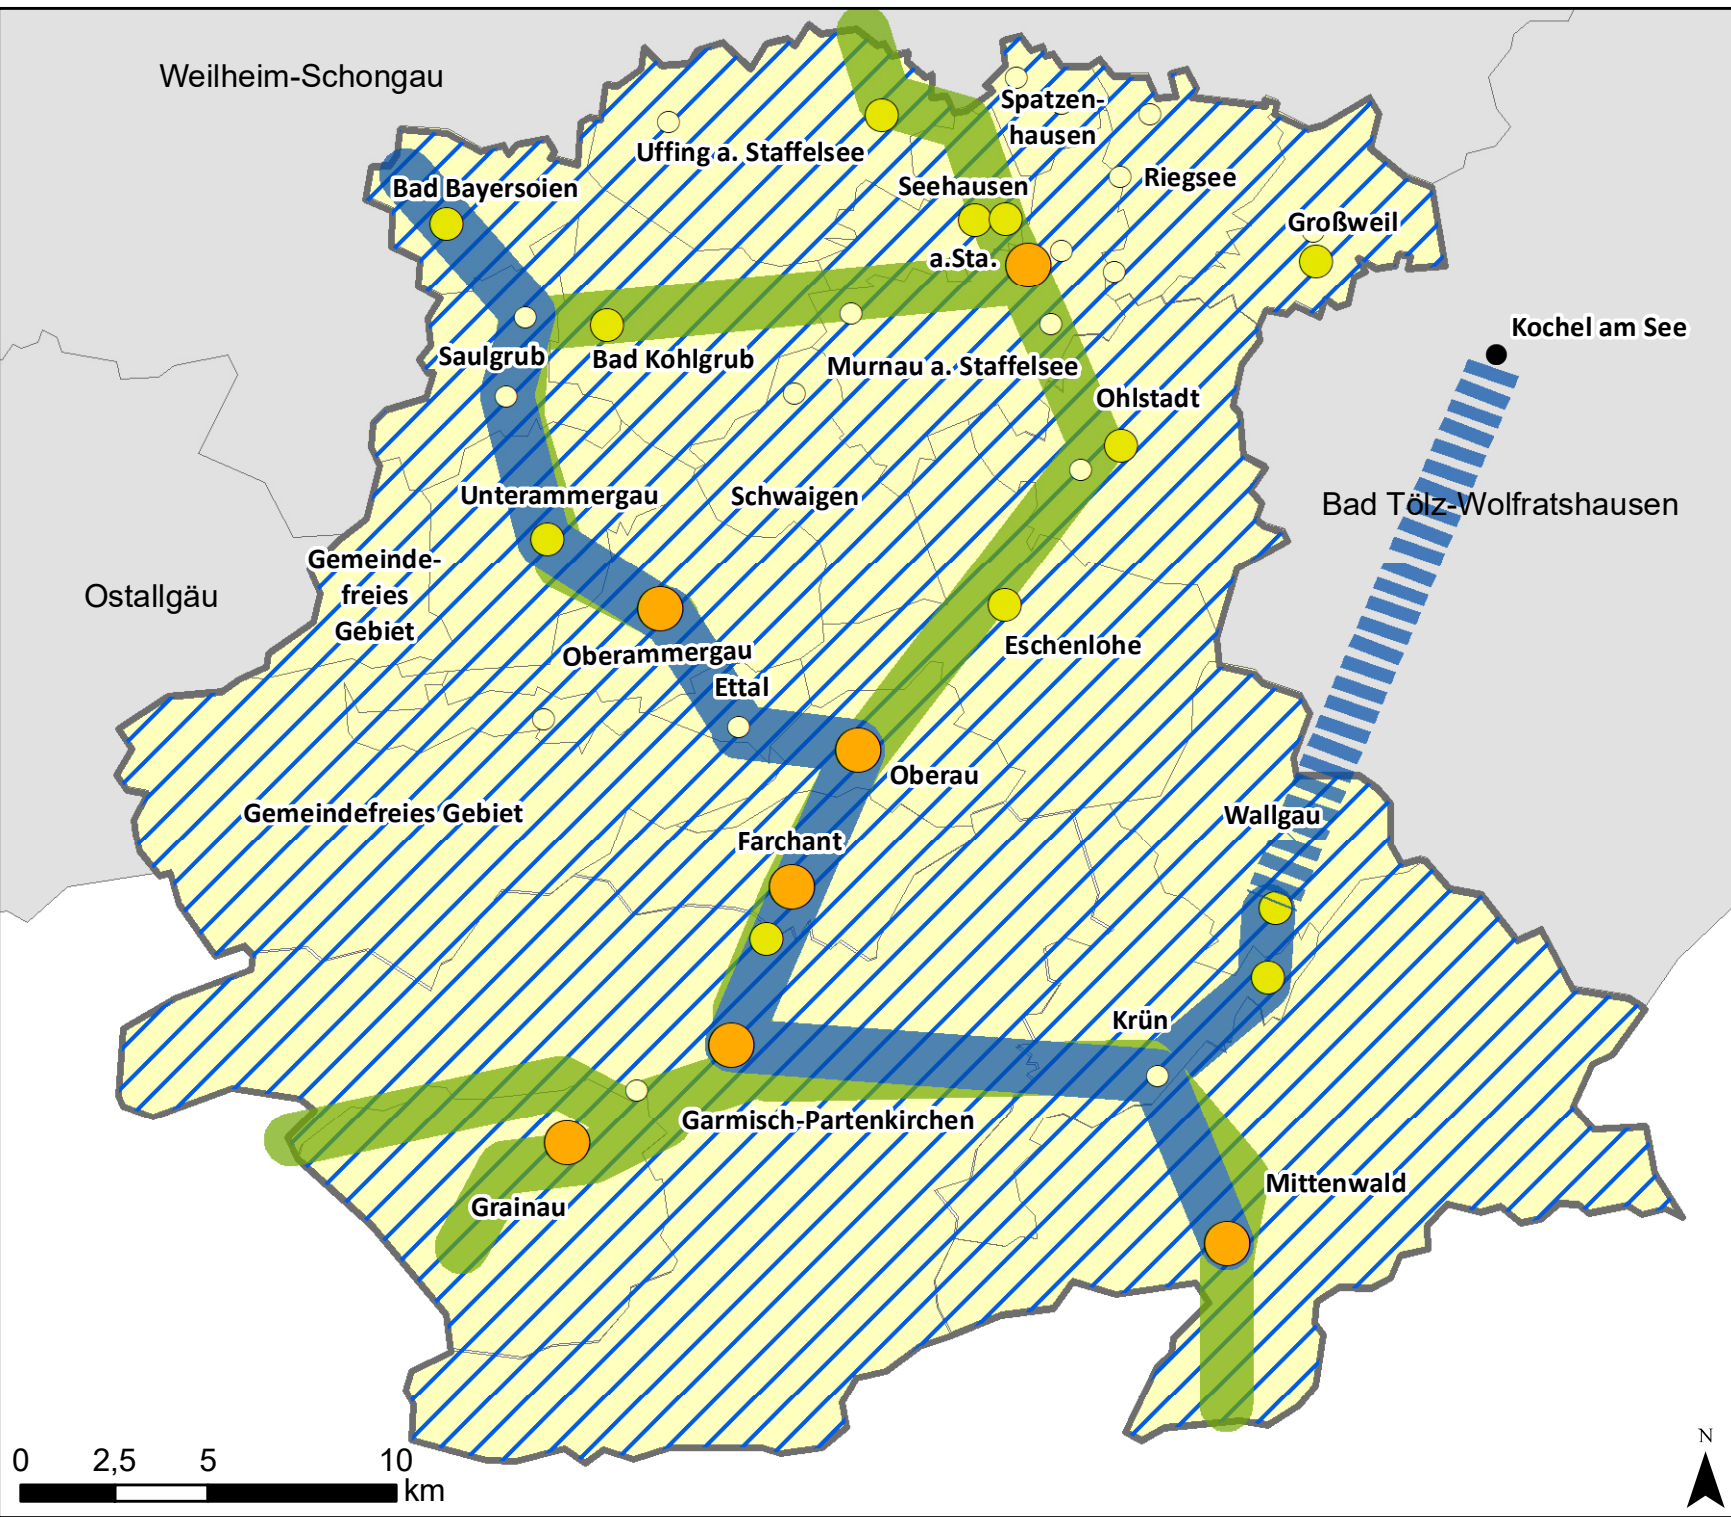 Weilheim-Schongau
Spatzen-
hausen
Uffing a. Staffelsee
Riegsee
Bad Bayersoien
Seehausen
a.Sta.
Großweil
Kochel am See
Saulgrub
Bad Kohlgrub
Murnau a. Staffelsee
Ohlstadt
Unterammergau
Schwaigen
Bad Tölz-Wolfratshausen
Gemeinde-
freies
Gebiet
Ostallgäu
Oberammergau
Eschenlohe
Ettal
Oberau
Gemeindefreies Gebiet
Wallgau
Farchant
Krün
Garmisch-Partenkirchen
Mittenwald
Grainau
0 2,5 5 10
km
N